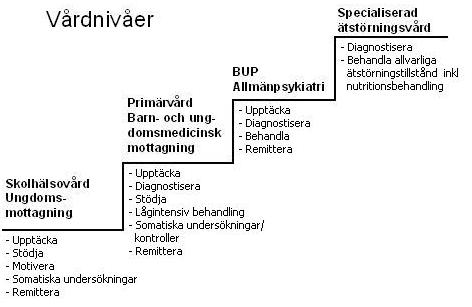 Vårdnivåer
Skolhälsovård
Ungdoms-
mottagning
- Upptäcka
- Stödja
- Motivera
- Somatiska undersökningar
- Remittera
Primärvård
Barn- och ung-
domsmedicinsk
mottagning
- Upptäcka
- Diagnostisera
- Stödja
- Lågintensiv behandling
- Somatiska undersökningar/
kontroller
- Remittera
BUP
Allmänpsykiatri
- Upptäcka
- Diagnostisera
- Behandla
- Remittera
Specialiserad
ätstörningsvård
- Diagnostisera
- Behandla allvarliga
ätstörningstillstånd inkl
nutritionsbehandling